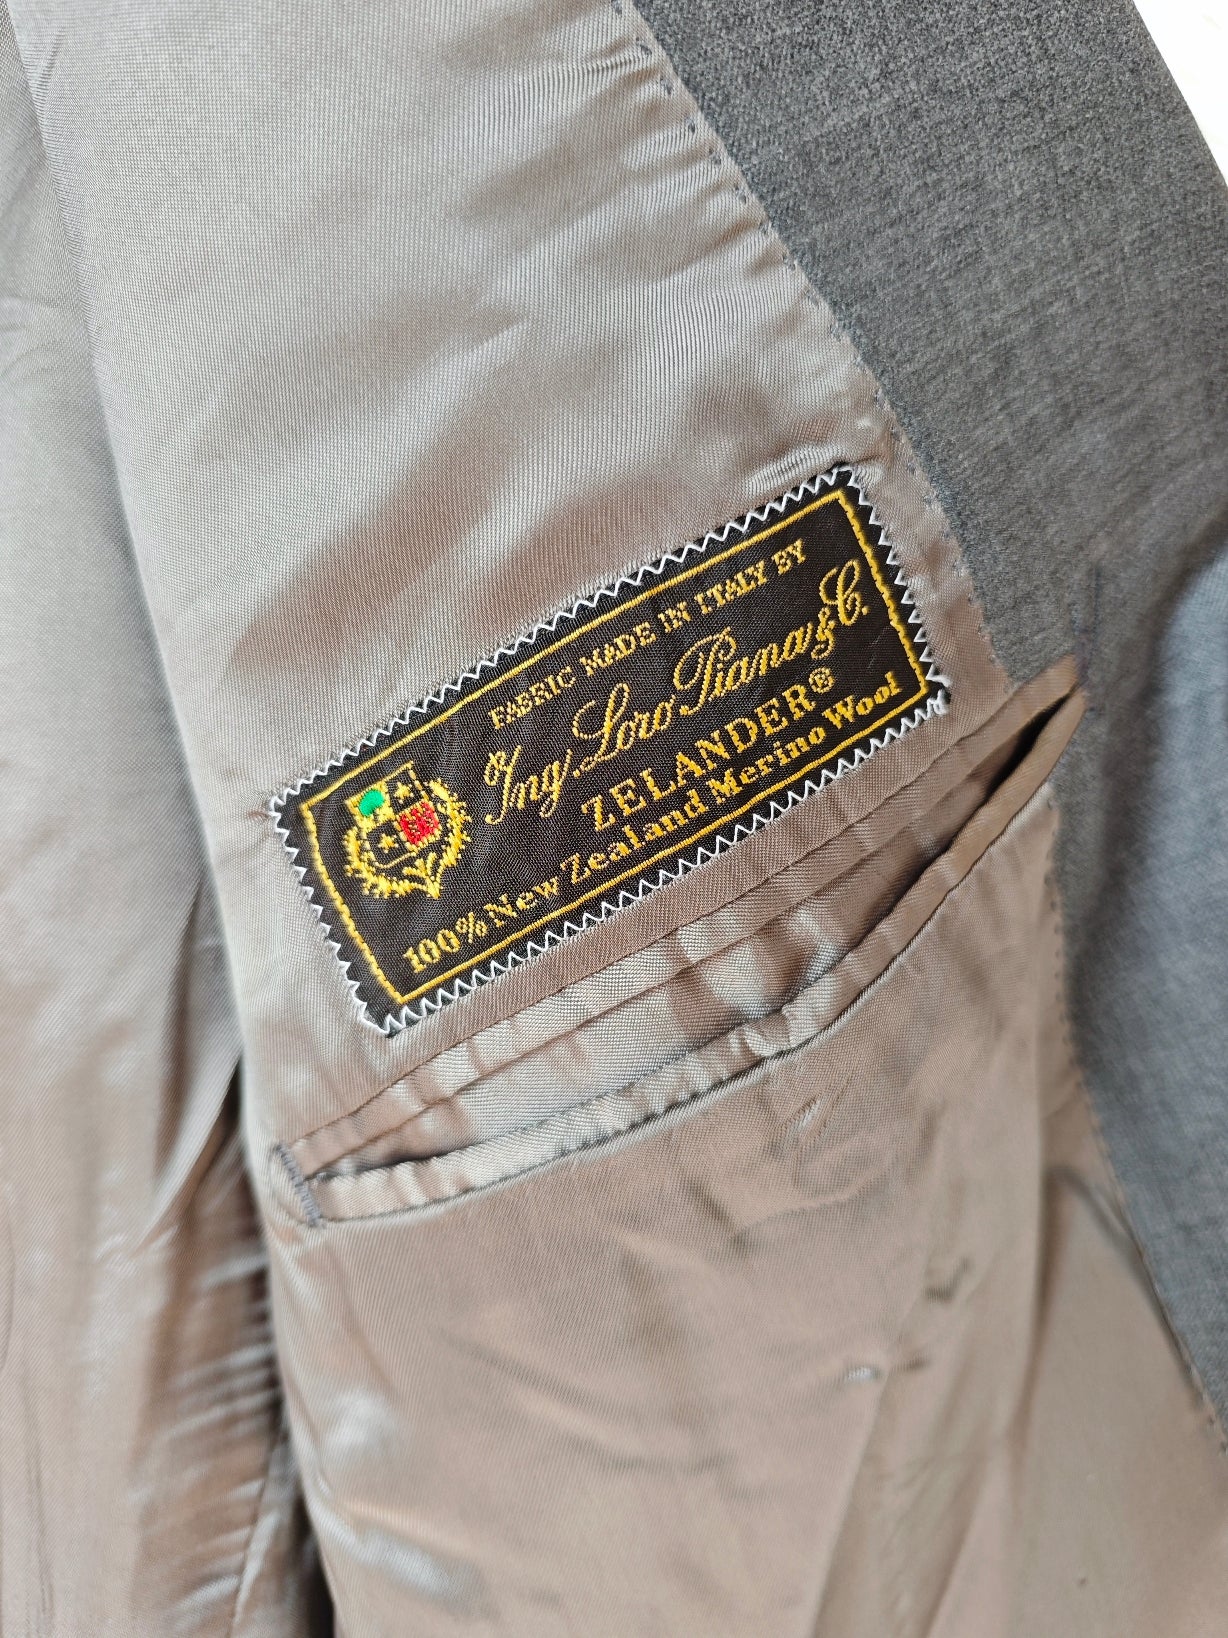 FABRIC MADE IN ITALY BY
Ing. Loro Piana & C.
ZELANDER®
100% New Zealand Merino Wool